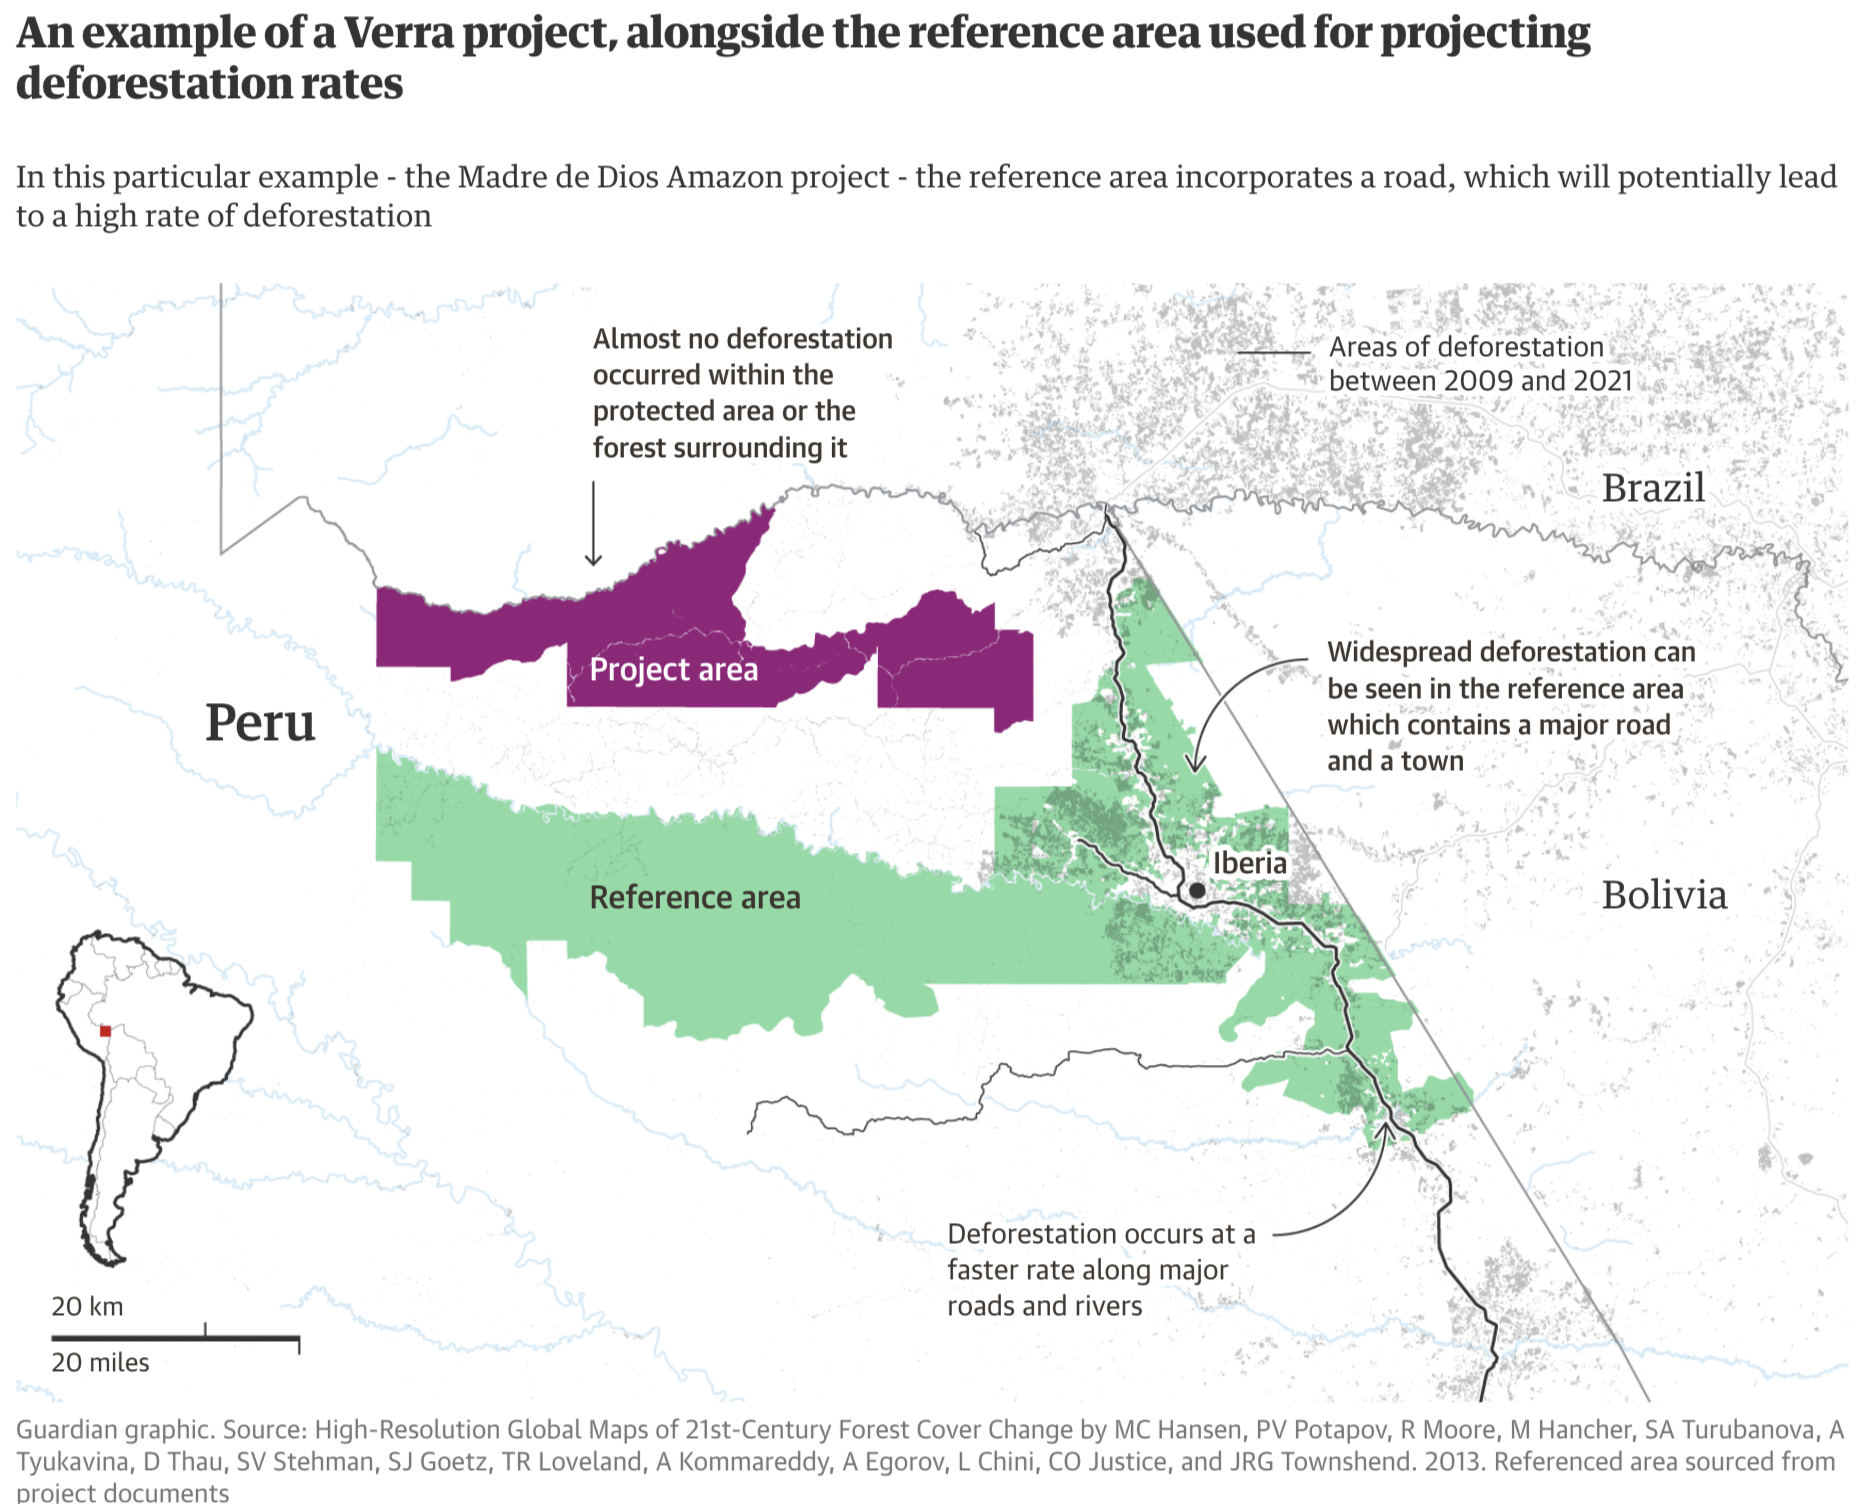 An example of a Verra project, alongside the reference area used for projecting
deforestation rates
In this particular example - the Madre de Dios Amazon project - the reference area incorporates a road, which will potentially lead
to a high rate of deforestation
Almost no deforestation
occurred within the
protected area or the
forest surrounding it
Areas of deforestation
between 2009 and 2021
Brazil
Project area
Peru
Widespread deforestation can
be seen in the reference area
which contains a major road
and a town
Iberia
Reference area
Bolivia
Deforestation occurs at a
faster rate along major
roads and rivers
20 km
20 miles
Guardian graphic. Source: High-Resolution Global Maps of 21st-Century Forest Cover Change by MC Hansen, PV Potapov, R Moore, M Hancher, SA Turubanova, A
Tyukavina, D Thau, SV Stehman, SJ Goetz, TR Loveland, A Kommareddy, A Egorov, L Chini, CO Justice, and JRG Townshend. 2013. Referenced area sourced from
project documents